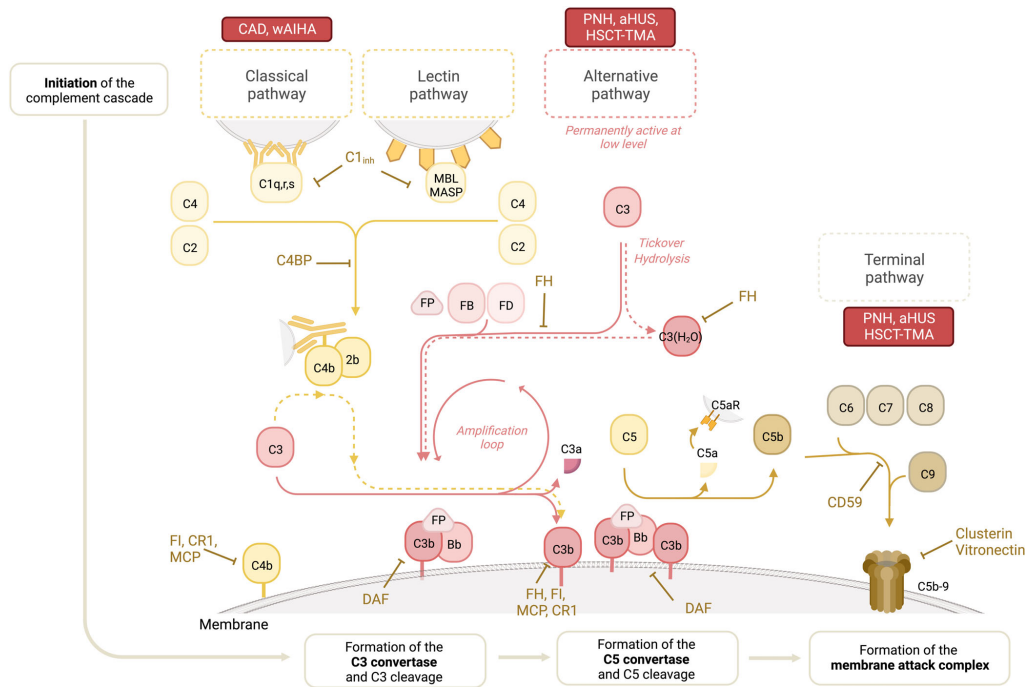 CAD, wAIHA
PNH, aHUS,
HSCT-TMA
Initiation of the
complement cascade
Classical
pathway
Lectin
pathway
Alternative
pathway
Permanently active at
low level
C1inh
C1q,r,s
MBL
MASP
C4
C2
C4
C2
C3
C4BP
Tickover
Hydrolysis
Terminal
pathway
PNH, aHUS
HSCT-TMA
FP
FB
FD
FH
FH
C3(H₂O)
C4b
2b
C3
Amplification
loop
C3a
C5
C5aR
C5a
C5b
C6
C7
C8
C9
CD59
FI, CR1,
MCP
C4b
FP
C3b
Bb
DAF
C3b
FH, FI,
MCP, CR1
FP
C3b
Bb
C3b
DAF
Clusterin
Vitronectin
C5b-9
Membrane
Formation of the
C3 convertase
and C3 cleavage
Formation of the
C5 convertase
and C5 cleavage
Formation of the
membrane attack complex